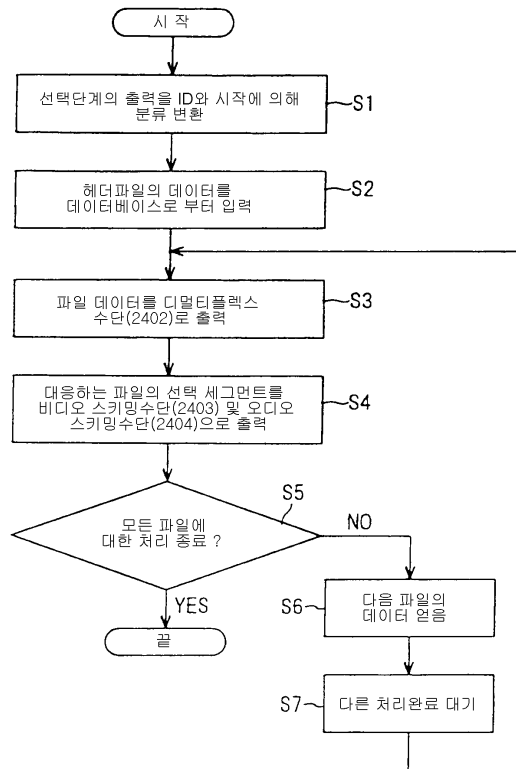 시 작
선택단계의 출력을 ID와 시작에 의해
분류 변환
S1
헤더파일의 데이터를
데이터베이스로 부터 입력
S2
파일 데이터를 디멀티플렉스
수단(2402)로 출력
S3
대응하는 파일의 선택 세그먼트를
비디오 스키밍수단(2403) 및 오디오
스키밍수단(2404)으로 출력
S4
S5
모든 파일에
대한 처리 종료 ?
NO
YES
끝
S6
다음 파일의
데이터 얻음
S7
다른 처리완료 대기